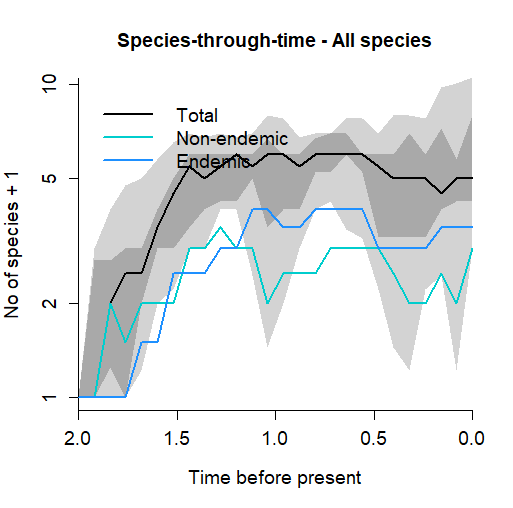 Species-through-time - All species
No of species + 1
10
5
2
1
Total
Non-endemic
Endemic
2.0 1.5 1.0 0.5 0.0
Time before present